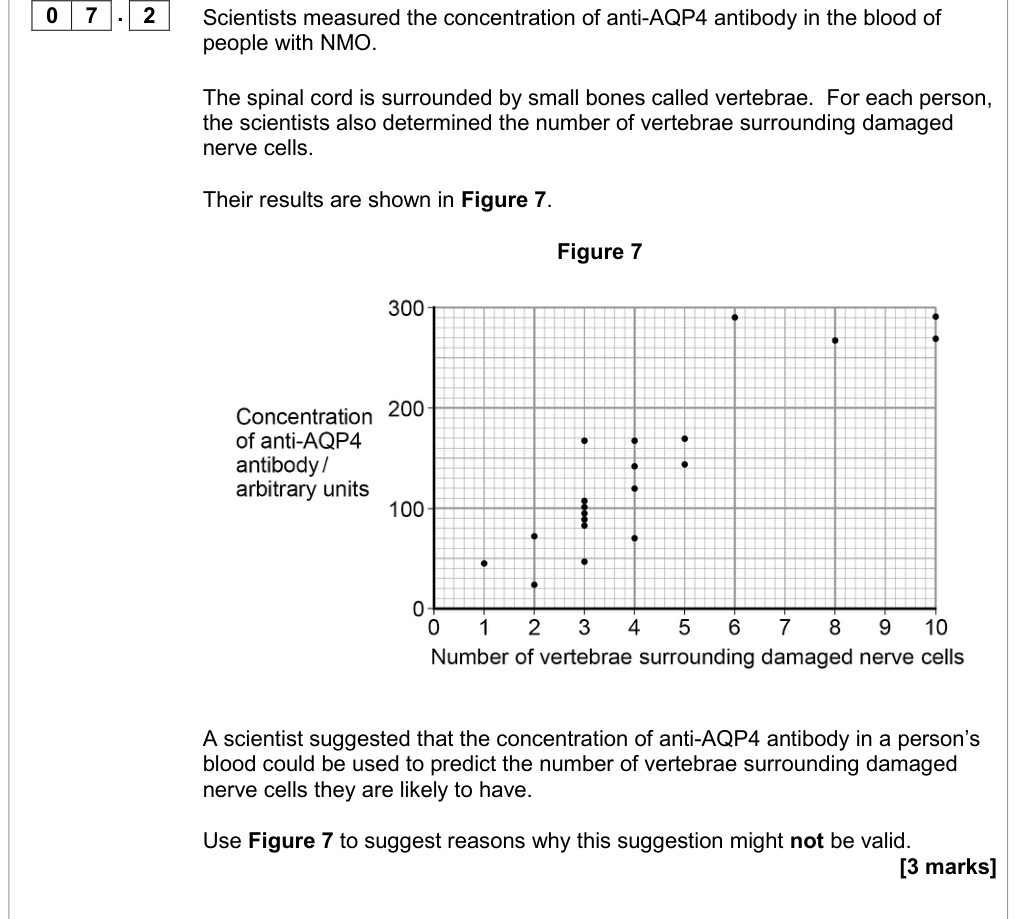 0 7 . 2
Scientists measured the concentration of anti-AQP4 antibody in the blood of
people with NMO.
The spinal cord is surrounded by small bones called vertebrae. For each person,
the scientists also determined the number of vertebrae surrounding damaged
nerve cells.
Their results are shown in Figure 7.
Figure 7
300
200
100
0
Concentration
of anti-AQP4
antibody/
arbitrary units
0 1 2 3 4 5 6 7 8 9 10
Number of vertebrae surrounding damaged nerve cells
A scientist suggested that the concentration of anti-AQP4 antibody in a person's
blood could be used to predict the number of vertebrae surrounding damaged
nerve cells they are likely to have.
Use Figure 7 to suggest reasons why this suggestion might not be valid.
[3 marks]